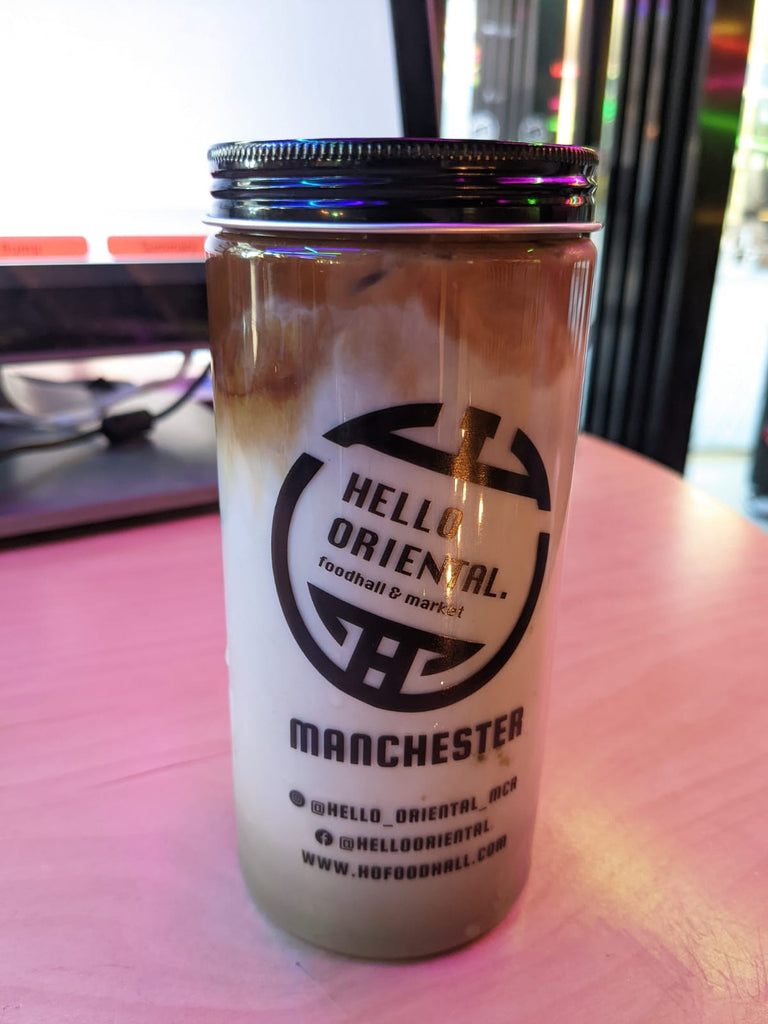 HELLO
ORIENTAL.
foodhall & market
MANCHESTER
@HELLO_ORIENTAL_MCR
@HELLOORIENTAL
WWW.HOFOODHALL.COM